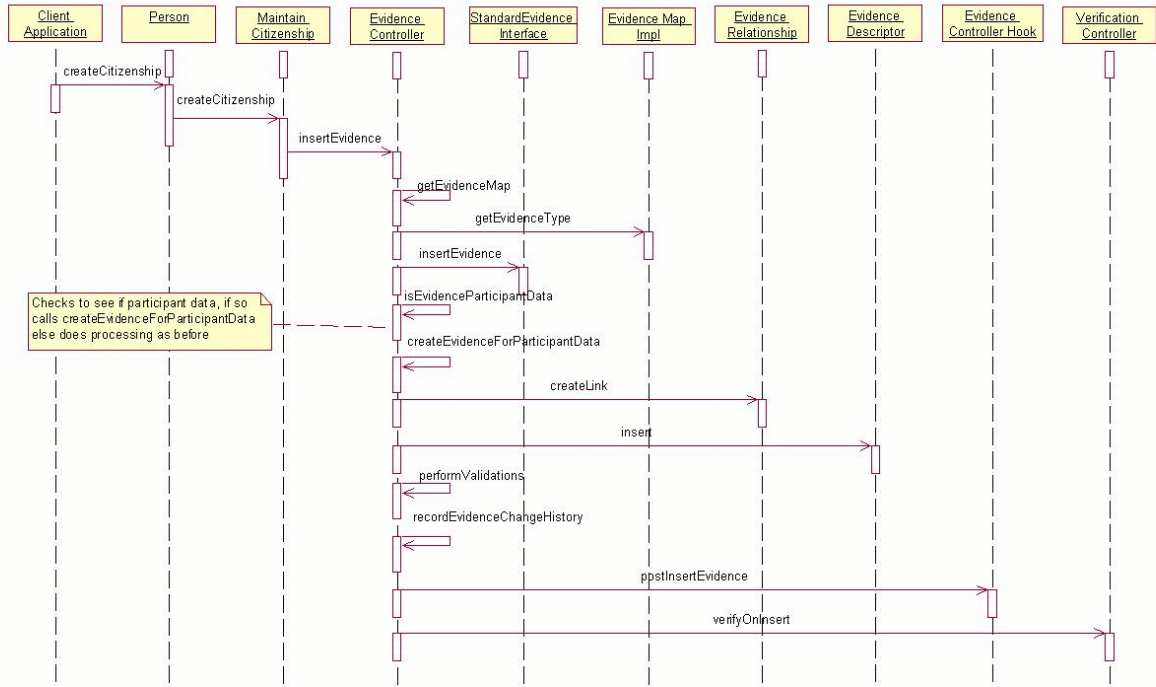 Client
Application
Person
Maintain
Citizenship
Evidence
Controller
StandardEvidence
Interface
Evidence Map
Impl
Evidence
Relationship
Evidence
Descriptor
Evidence
Controller Hook
Verification
Controller
createCitizenship
createCitizenship
insertEvidence
getEvidenceMap
getEvidenceType
insertEvidence
isEvidenceParticipantData
Checks to see if participant data, if so
calls createEvidenceForParticipantData
else does processing as before
createEvidenceForParticipantData
createLink
insert
performValidations
recordEvidenceChangeHistory
postInsertEvidence
verifyOnInsert